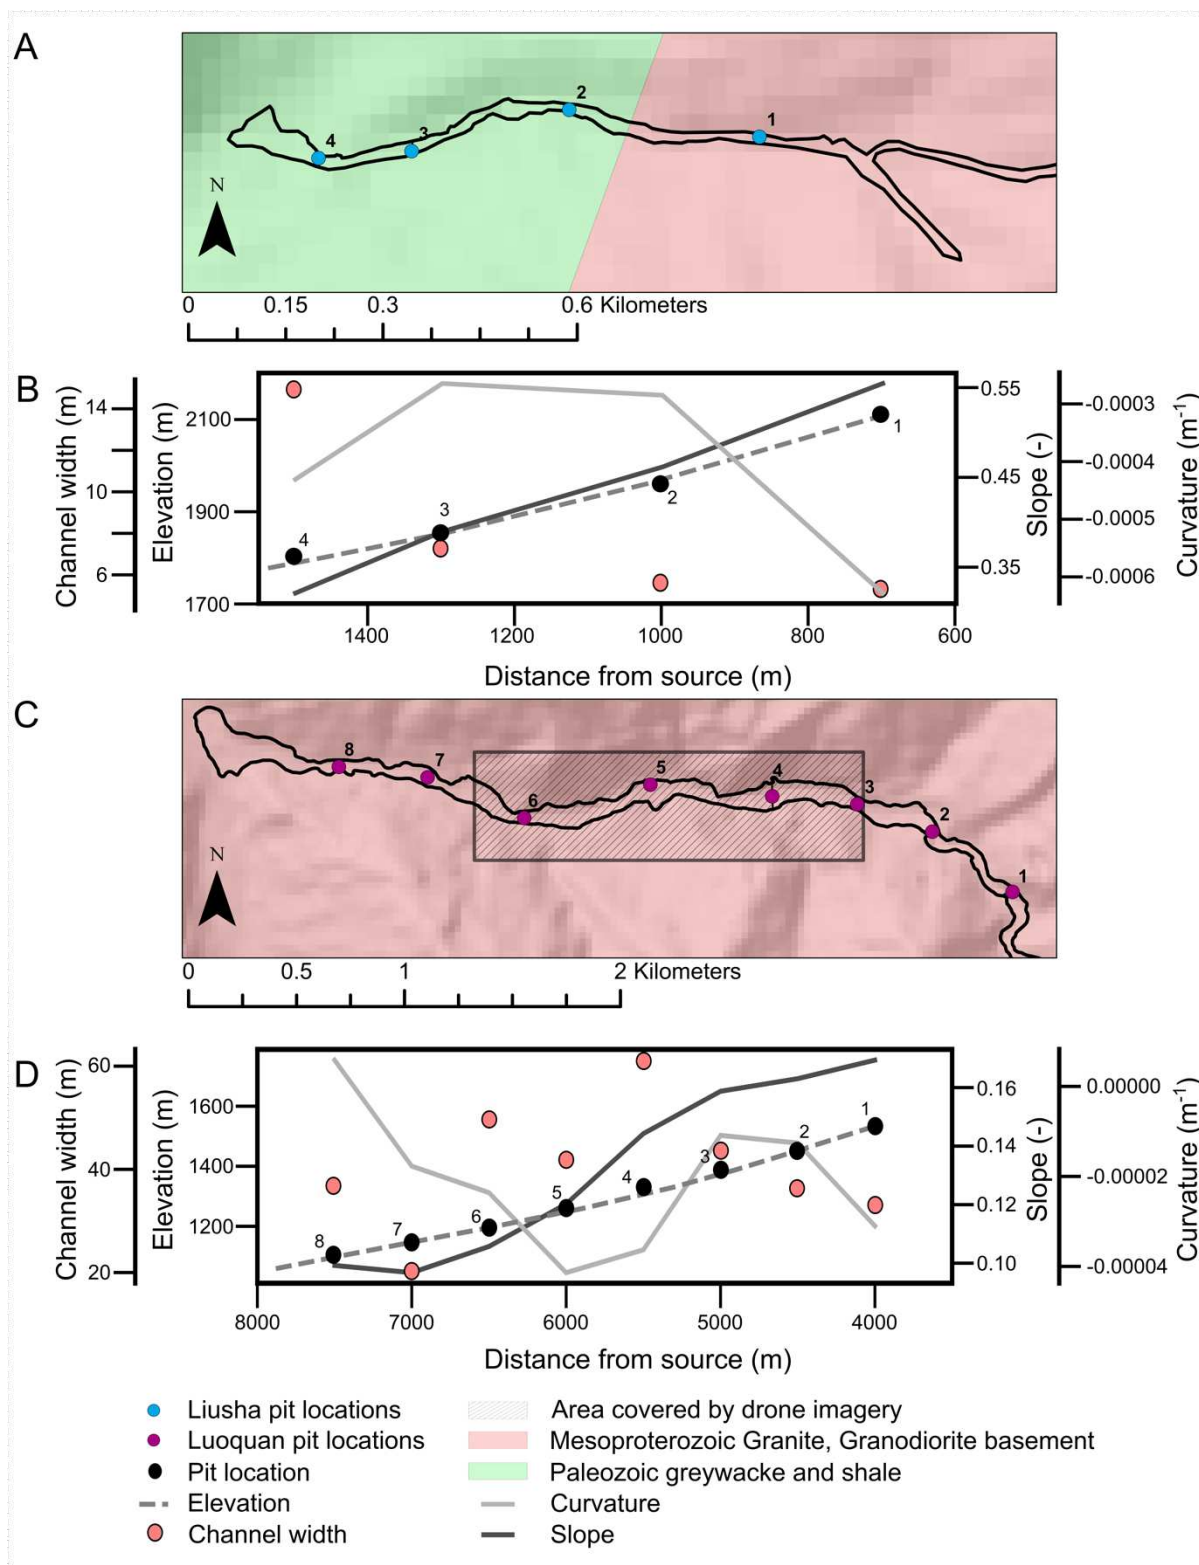 A
1
2
3
4
N
0 0.15 0.3 0.6 Kilometers
B
Channel width (m)
14
10
6
Elevation (m)
2100
1900
1700
4
3
2
1
0.55
0.45
0.35
Slope (-)
-0.0003
-0.0004
-0.0005
-0.0006
Curvature (m-1)
1400 1200 1000 800 600
Distance from source (m)
C
8
7
6
5
4
3
2
1
N
0 0.5 1 2 Kilometers
D
Channel width (m)
60
40
20
Elevation (m)
1600
1400
1200
8
7
6
5
4
3
2
1
0.16
0.14
0.12
0.10
Slope (-)
0.00000
-0.00002
-0.00004
Curvature (m-1)
8000 7000 6000 5000 4000
Distance from source (m)
Liusha pit locations
Luoquan pit locations
Pit location
Elevation
Channel width
Area covered by drone imagery
Mesoproterozoic Granite, Granodiorite basement
Paleozoic greywacke and shale
Curvature
Slope